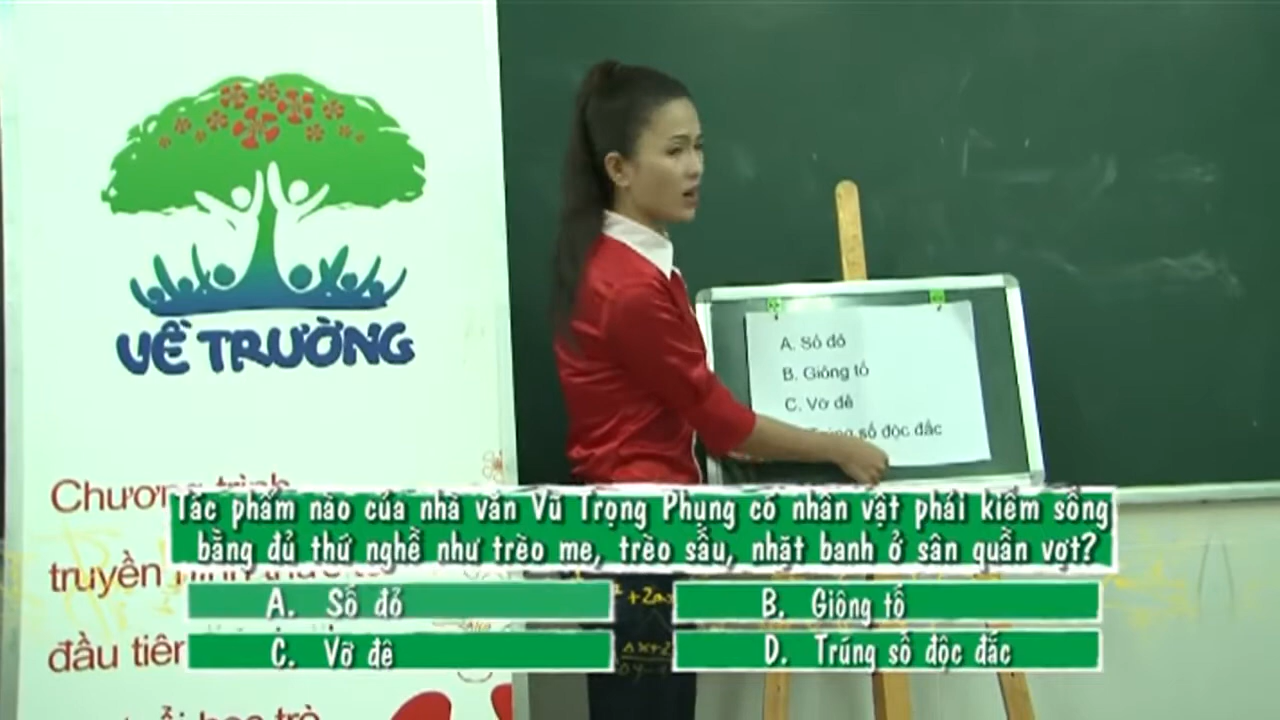 VỀ TRƯỜNG
A. Số đỏ
B. Giông tố
C. Vỡ đê
số độc đắc
Chương trình
truyền hình
đầu tiên
Tác phẩm nào của nhà văn Vũ Trọng Phụng có nhân vật phải kiếm sống
bằng đủ thứ nghề như trèo me, trèo sấu, nhặt banh ở sân quần vợt?
A. Số đỏ
B. Giông tố
C. Vỡ đê
D. Trúng số độc đắc